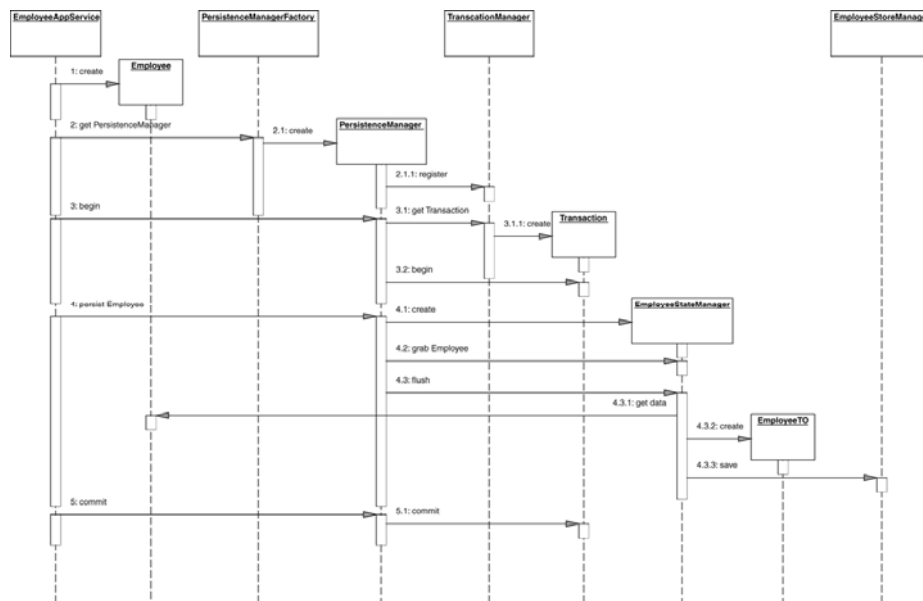 EmployeeAppService
PersistenceManagerFactory
TranscationManager
EmployeeStoreManag
1: create
Employee
2: get PersistenceManager
2.1: create
PersistenceManager
2.1.1: register
3: begin
3.1: get Transaction
3.1.1: create
Transaction
3.2: begin
4: persist Employee
4.1: create
EmployeeStateManager
4.2: grab Employee
4.3: flush
4.3.1: get data
4.3.2: create
EmployeeTO
4.3.3: save
5: commit
5.1: commit